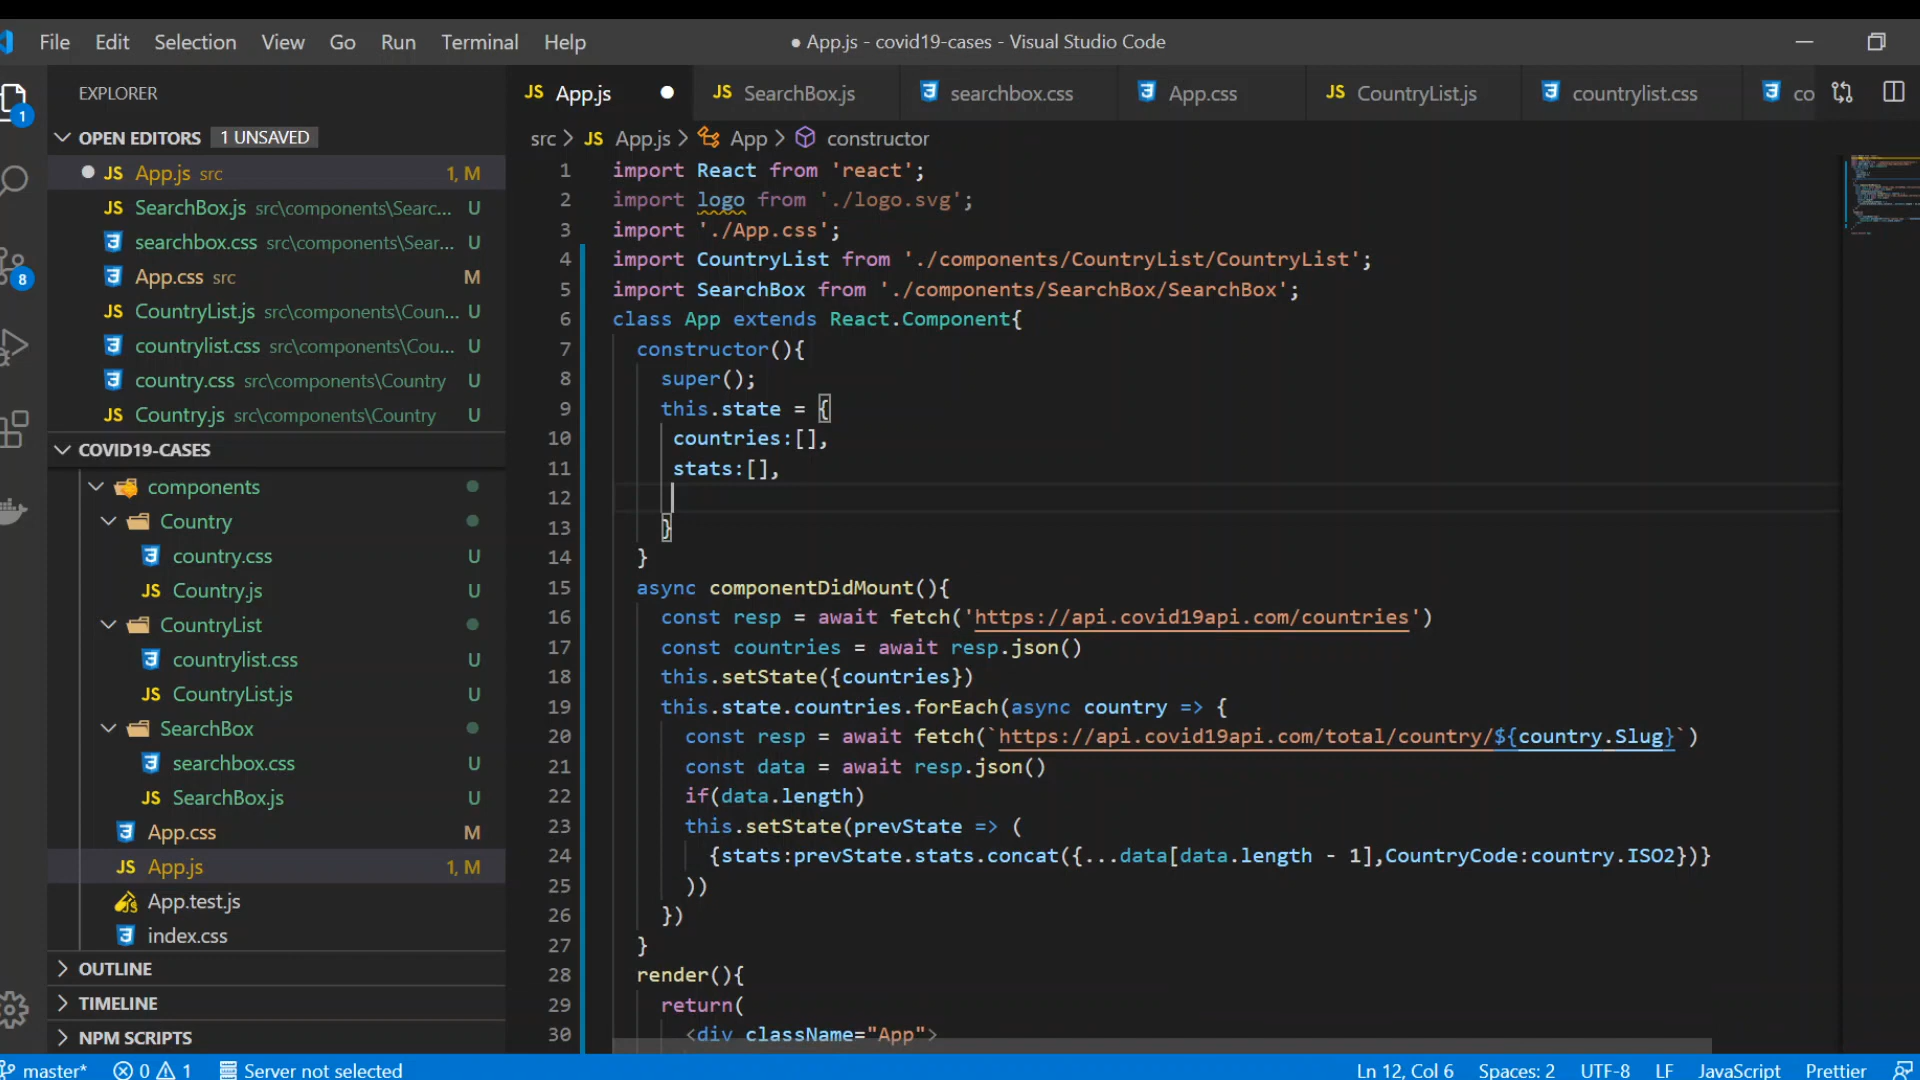 File Edit Selection View Go Run Terminal Help ● App.js - covid19-cases - Visual Studio Code
EXPLORER
JS App.js JS SearchBox.js searchbox.css App.css JS CountryList.js countrylist.css co
OPEN EDITORS 1 UNSAVED
src > JS App.js > App > constructor
JS App.js src 1, M
JS SearchBox.js src\components\Searc... U
searchbox.css src\components\Sear... U
App.css src M
JS CountryList.js src\components\Coun... U
countrylist.css src\components\Cou... U
country.css src\components\Country U
JS Country.js src\components\Country U
COVID19-CASES
components
Country
country.css U
JS Country.js U
CountryList
countrylist.css U
JS CountryList.js U
SearchBox
searchbox.css U
JS SearchBox.js U
App.css M
JS App.js 1, M
App.test.js
index.css
OUTLINE
TIMELINE
NPM SCRIPTS
1
8
1 import React from 'react';
2 import logo from './logo.svg';
3 import './App.css';
4 import CountryList from './components/CountryList/CountryList';
5 import SearchBox from './components/SearchBox/SearchBox';
6 class App extends React.Component{
7 constructor(){
8 super();
9 this.state = {
10 countries:[],
11 stats:[],
12
13 }
14 }
15 async componentDidMount(){
16 const resp = await fetch('https://api.covid19api.com/countries')
17 const countries = await resp.json()
18 this.setState({countries})
19 this.state.countries.forEach(async country => {
20 const resp = await fetch(`https://api.covid19api.com/total/country/${country.Slug}`)
21 const data = await resp.json()
22 if(data.length)
23 this.setState(prevState => (
24 {stats:prevState.stats.concat({...data[data.length - 1],CountryCode:country.ISO2})}
25 ))
26 })
27 }
28 render(){
29 return(
30 <div className="App">
master* 0 1 Server not selected Ln 12, Col 6 Spaces: 2 UTF-8 LF JavaScript Prettier